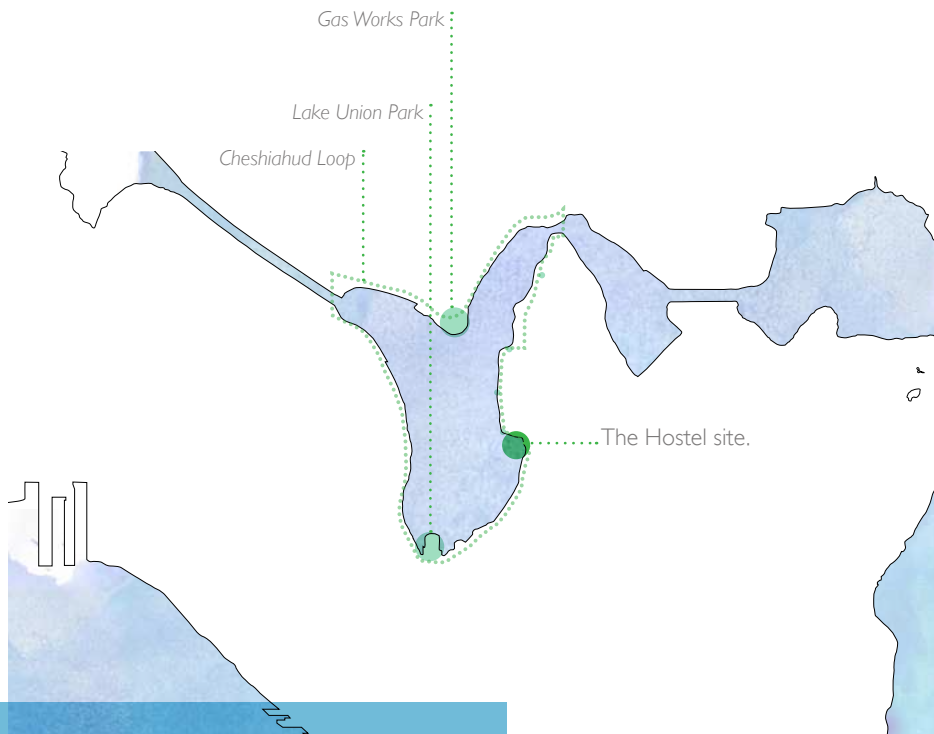 Gas Works Park
Lake Union Park
Cheshiahud Loop
The Hostel site.